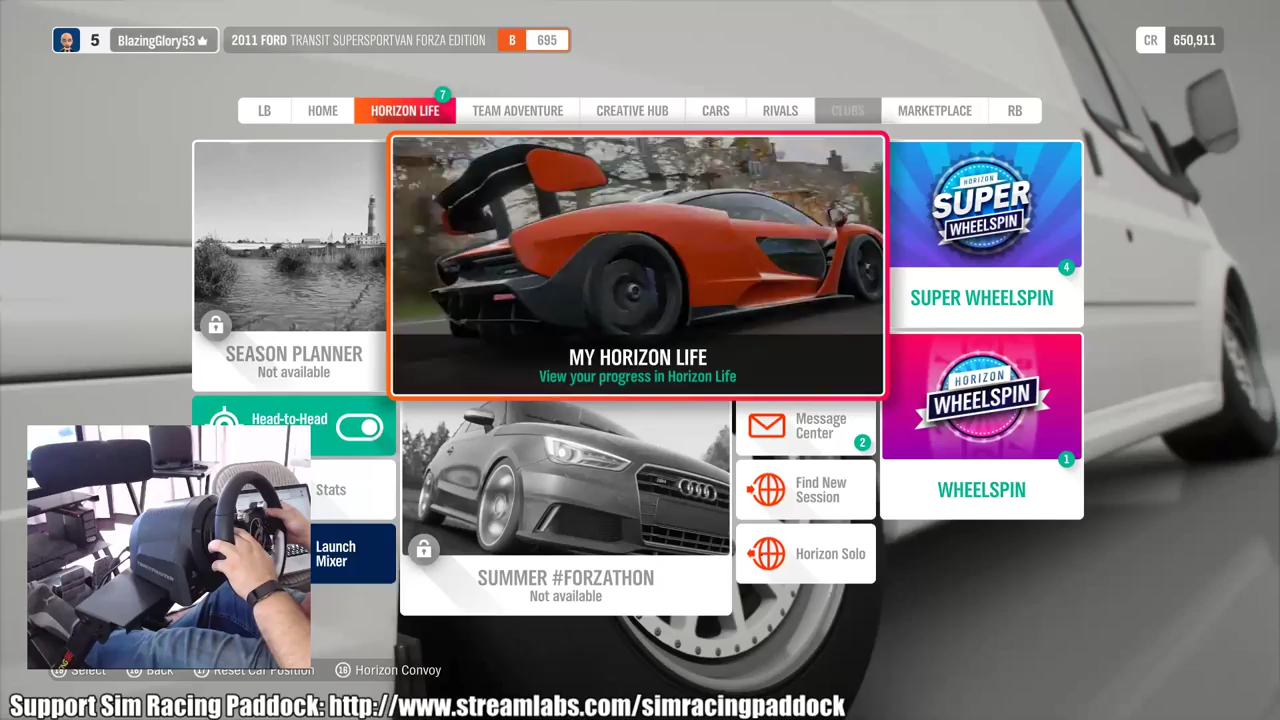 5 BlazingGlory53 2011 FORD TRANSIT SUPERSPORTVAN FORZA EDITION B 695 CR 650,911
7
LB HOME HORIZON LIFE TEAM ADVENTURE CREATIVE HUB CARS RIVALS CLUBS MARKETPLACE RB
SEASON PLANNER
Not available
MY HORIZON LIFE
View your progress in Horizon Life
HORIZON
SUPER
WHEELSPIN
4
SUPER WHEELSPIN
HORIZON
WHEELSPIN
1
WHEELSPIN
Head-to-Head
Stats
Launch
Mixer
SUMMER #FORZATHON
Not available
Message
Center
2
Find New
Session
Horizon Solo
Select Back Reset Car Position 16 Horizon Convoy
Support Sim Racing Paddock: http://www.streamlabs.com/simracingpaddock